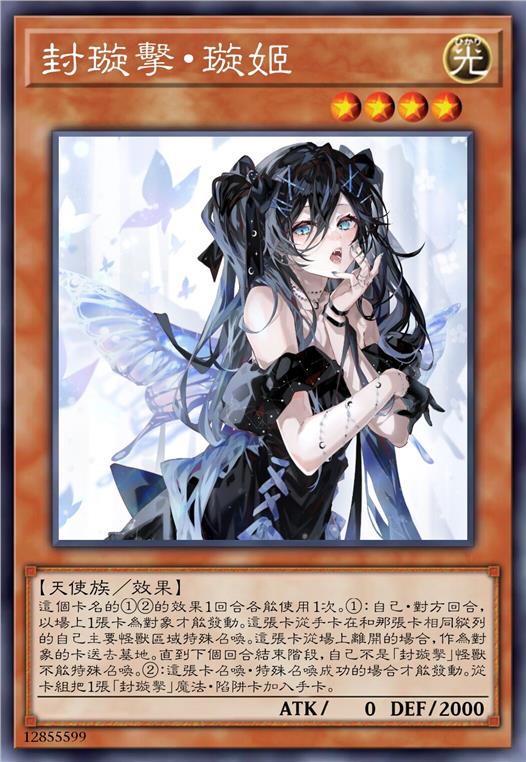 封璇擊・璇姬
ひかり
光
【天使族／效果】
這個卡名的①②的效果1回合各能使用1次。①：自己・對方回合，
以場上1張卡為對象才能發動。這張卡從手卡在和那張卡相同縱列
的自己主要怪獸區域特殊召喚。這張卡從場上離開的場合，作為對
象的卡送去墓地。直到下個回合結束階段，自己不是「封璇擊」怪獸
不能特殊召喚。②：這張卡召喚・特殊召喚成功的場合才能發動。從
卡組把1張「封璇擊」魔法・陷阱卡加入手卡。
ATK/ 0 DEF/2000
12855599